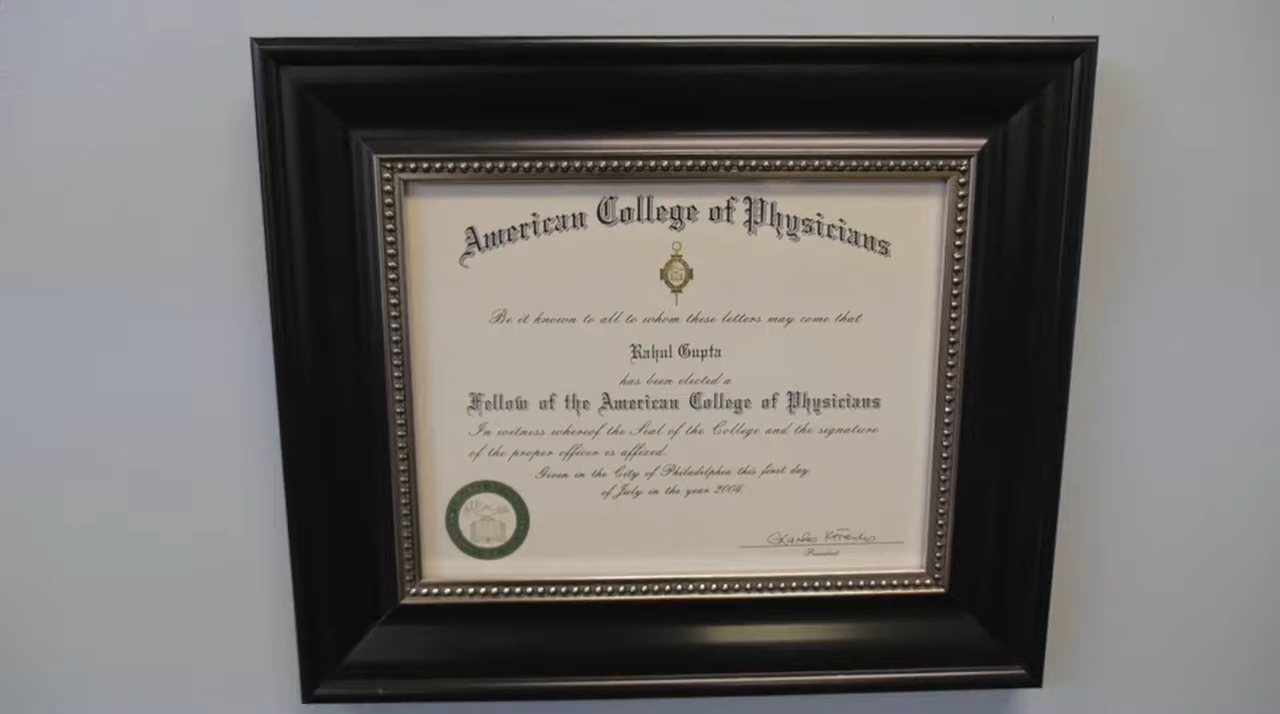 American College of Physicians
Be it known to all to whom these letters may come that
Rahul Gupta
has been elected a
Fellow of the American College of Physicians
In witness whereof the Seal of the College and the signature
of the proper officer is affixed.
Given in the City of Philadelphia this first day
of July in the year 2004.
President